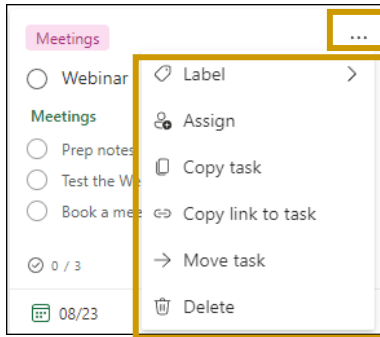 Meetings
...
Webinar
Label
Meetings
Assign
Prep notes
Copy task
Test the We
Book a mee
Copy link to task
0 / 3
Move task
08/23
Delete